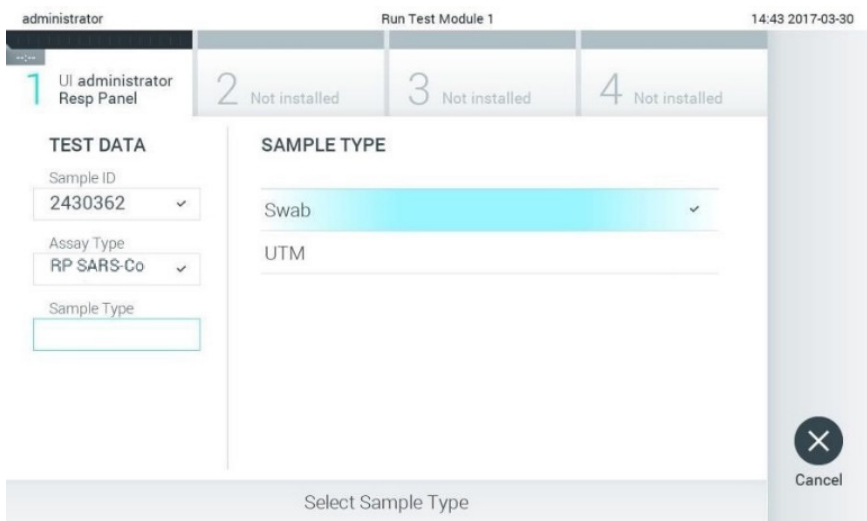 administrator
Run Test Module 1
14:43 2017-03-30
--:--
1
UI administrator
Resp Panel
2 Not installed
3 Not installed
4 Not installed
TEST DATA
Sample ID
2430362
Assay Type
RP SARS-Co
Sample Type
SAMPLE TYPE
Swab
UTM
Cancel
Select Sample Type